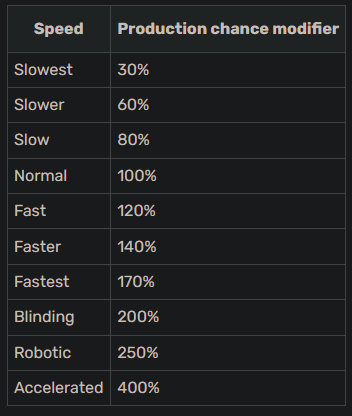 Speed Production chance modifier
Slowest 30%
Slower 60%
Slow 80%
Normal 100%
Fast 120%
Faster 140%
Fastest 170%
Blinding 200%
Robotic 250%
Accelerated 400%